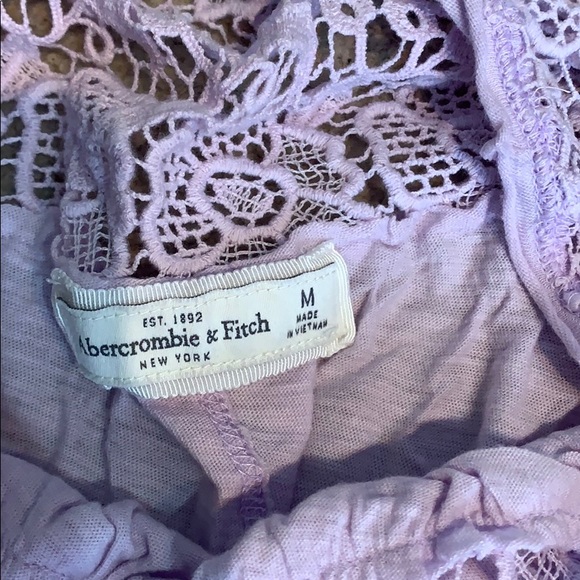 EST. 1892
Abercrombie & Fitch
NEW YORK
M
MADE
IN VIETNAM